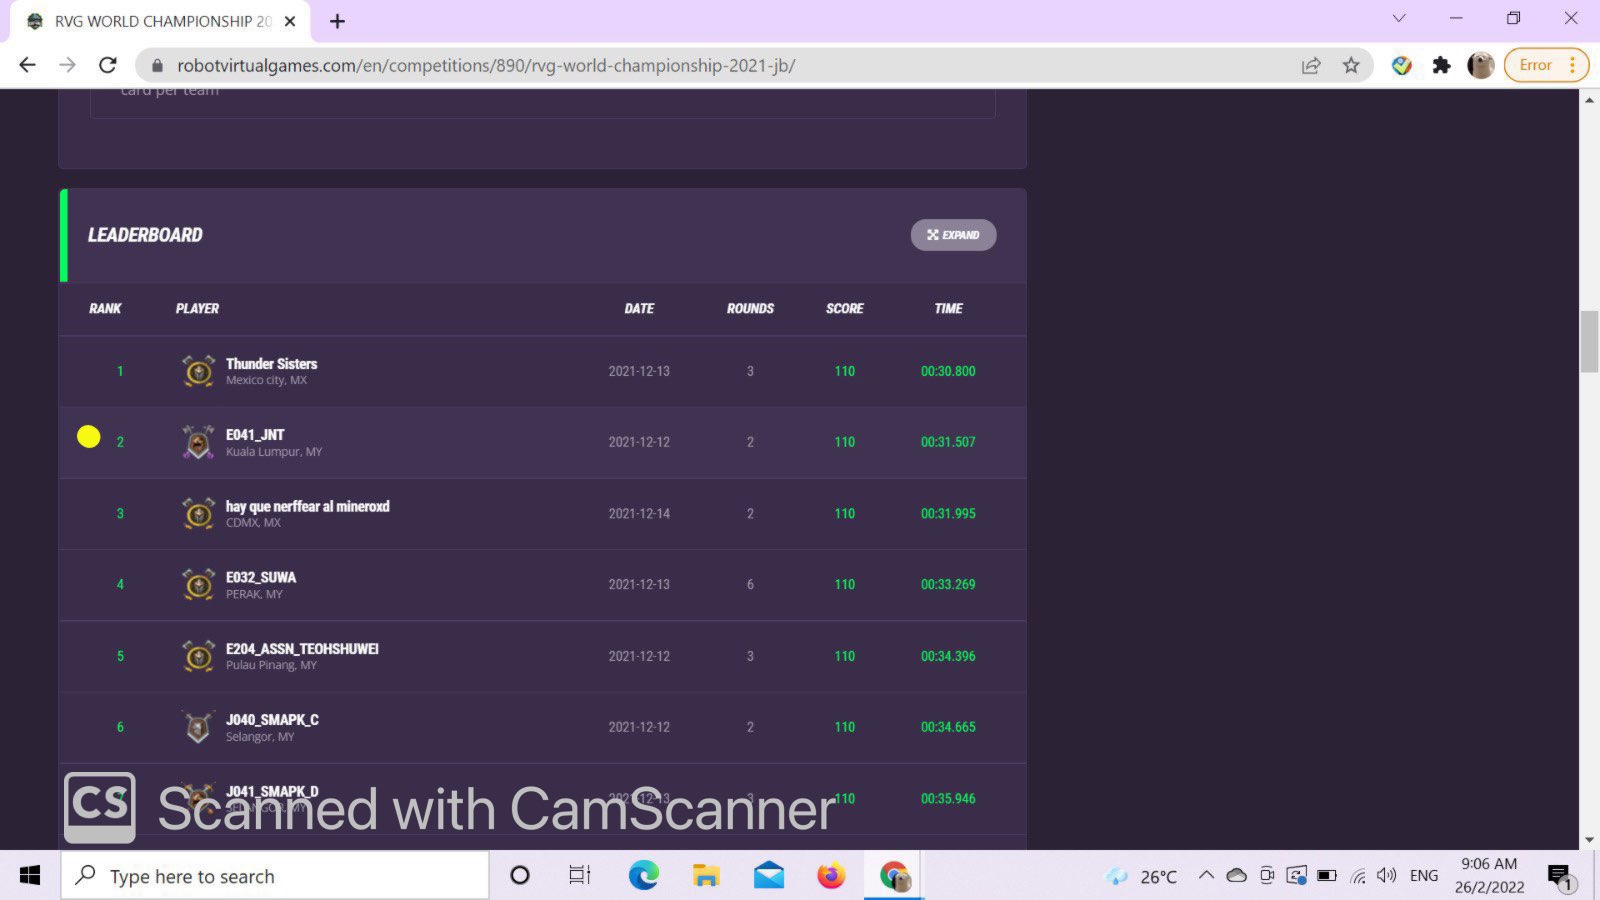 RVG WORLD CHAMPIONSHIP 20
robotvirtualgames.com/en/competitions/890/rvg-world-championship-2021-jb/
Error
card per team
LEADERBOARD
EXPAND
RANK PLAYER DATE ROUNDS SCORE TIME
1 Thunder Sisters 2021-12-13 3 110 00:30.800
Mexico city, MX
2 E041_JNT 2021-12-12 2 110 00:31.507
Kuala Lumpur, MY
3 hay que nerffear al mineroxd 2021-12-14 2 110 00:31.995
CDMX, MX
4 E032_SUWA 2021-12-13 6 110 00:33.269
PERAK, MY
5 E204_ASSN_TEOHSHUWEI 2021-12-12 3 110 00:34.396
Pulau Pinang, MY
6 J040_SMAPK_C 2021-12-12 2 110 00:34.665
Selangor, MY
7 J041_SMAPK_D 2021-12-13 3 110 00:35.946
SELANGOR, MY
CS Scanned with CamScanner
Type here to search
26°C
ENG
9:06 AM
26/2/2022
1